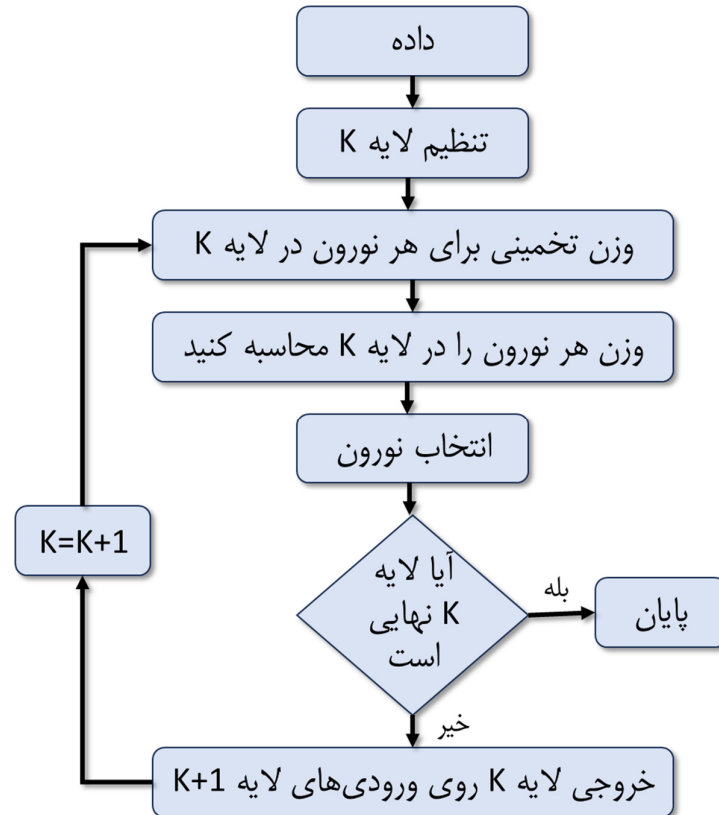 داده
تنظیم لایه K
وزن تخمینی برای هر نورون در لایه K
وزن هر نورون را در لایه K محاسبه کنید
انتخاب نورون
K=K+1
آیا لایه
K نهایی
است
بله
پایان
خیر
خروجی لایه K روی ورودی‌های لایه K+1